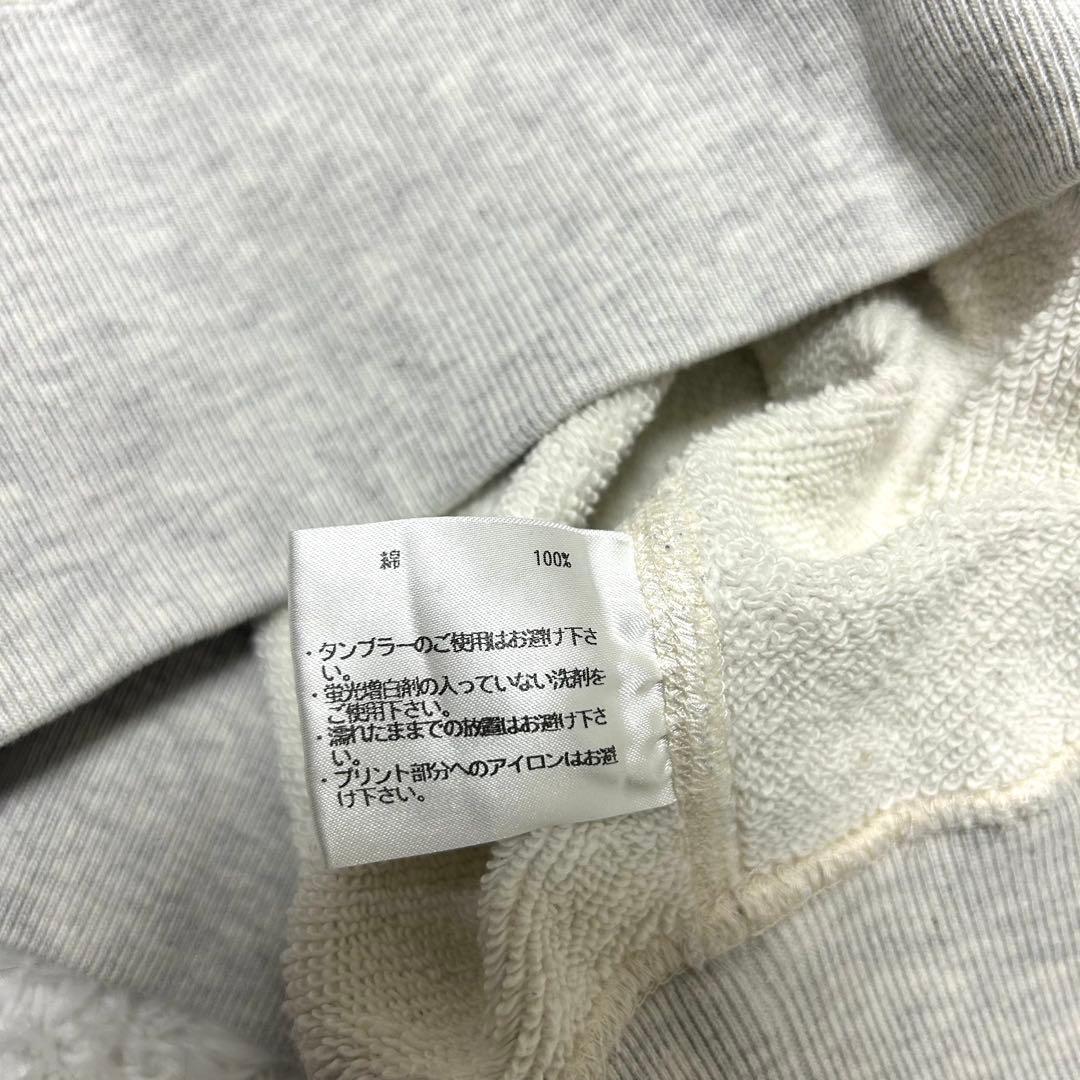 綿 100%
・タンブラーのご使用はお避け下さ
い。
・蛍光増白剤の入っていない洗剤を
ご使用下さい。
・濡れたままでの放置はお避け下さ
い。
・プリント部分へのアイロンはお避
け下さい。